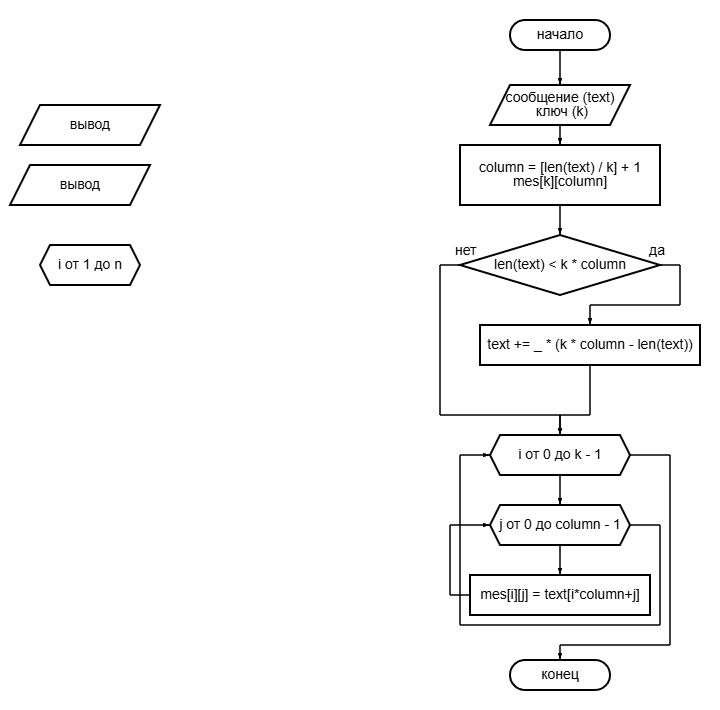 начало
сообщение (text)
ключ (k)
вывод
column = [len(text) / k] + 1
mes[k][column]
вывод
нет
да
len(text) < k * column
i от 1 до n
text += _ * (k * column - len(text))
i от 0 до k - 1
j от 0 до column - 1
mes[i][j] = text[i*column+j]
конец